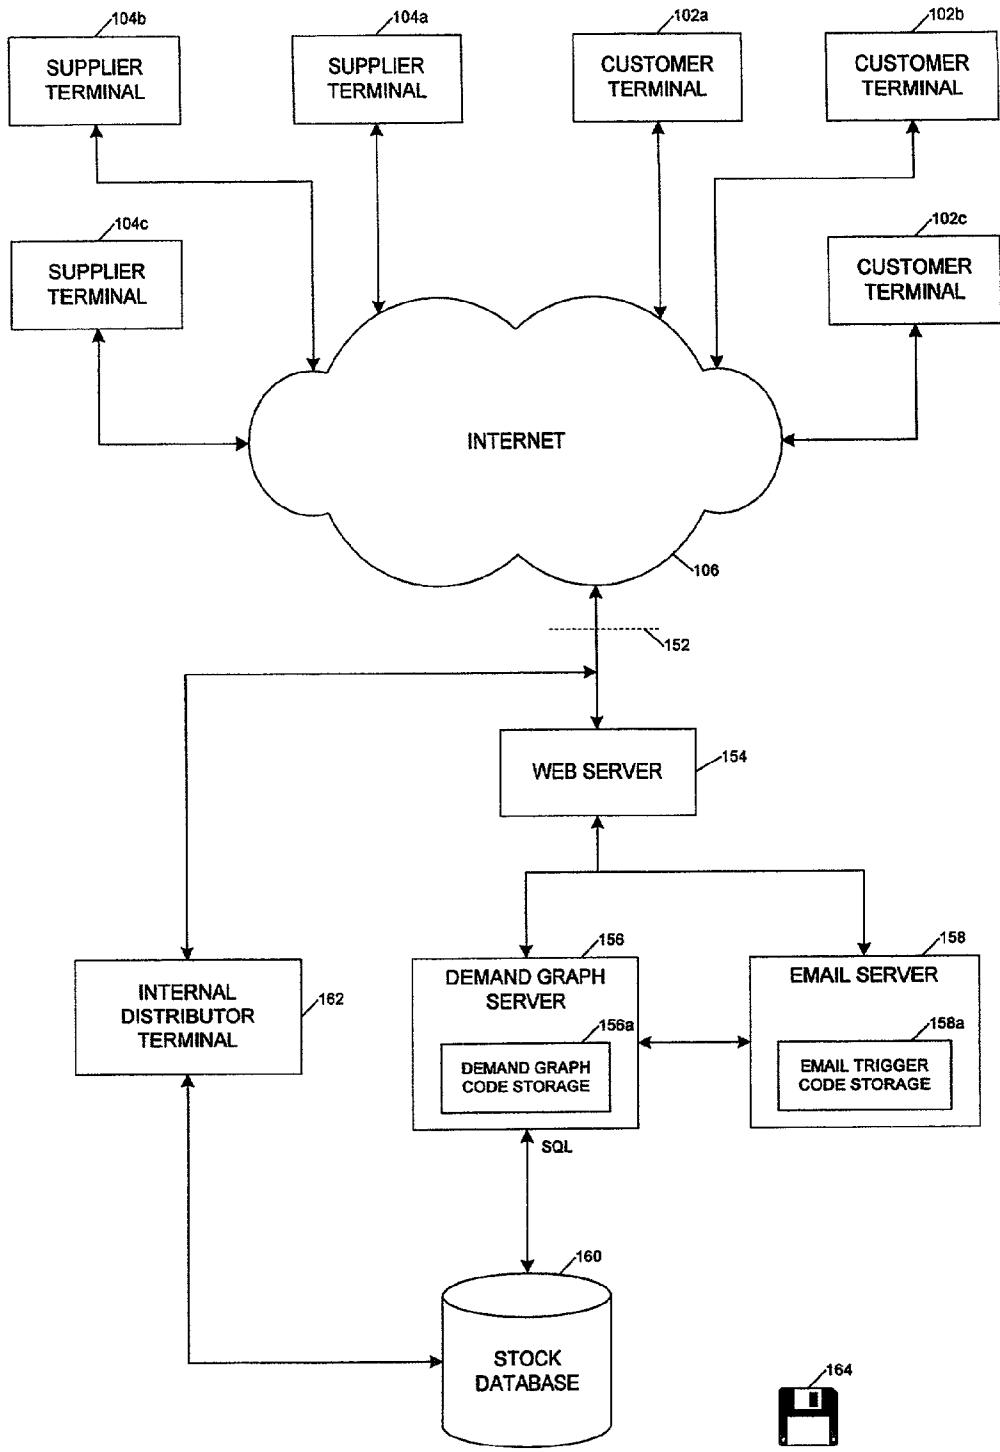 104b
104a
102a
102b
SUPPLIER
TERMINAL
SUPPLIER
TERMINAL
CUSTOMER
TERMINAL
CUSTOMER
TERMINAL
104c
102c
SUPPLIER
TERMINAL
CUSTOMER
TERMINAL
INTERNET
106
152
WEB SERVER
154
156
158
INTERNAL
DISTRIBUTOR
TERMINAL
162
DEMAND GRAPH
SERVER
156a
DEMAND GRAPH
CODE STORAGE
EMAIL SERVER
158a
EMAIL TRIGGER
CODE STORAGE
SQL
160
STOCK
DATABASE
164